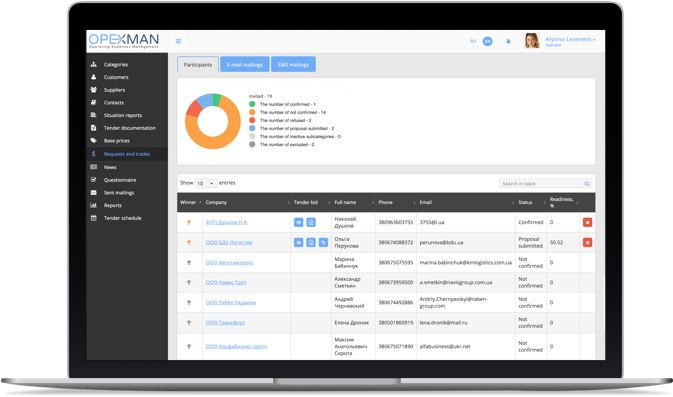 OPEXMAN
Operating Expenses Management
RU
EN
Alyona Levenets
Operator
Categories
Customers
Suppliers
Contacts
Situation reports
Tender documentation
Base prices
Requests and trades
News
Questionnaire
Sent mailings
Reports
Tender schedule
Participants
E-mail mailings
SMS mailings
Invited - 19
The number of confirmed - 1
The number of not confirmed - 14
The number of refused - 2
The number of proposal submitted - 2
The number of inactive subcategories - 0
The number of excluded - 0
Show 10 entries
Search in table
Winner Company Tender bid Full name Phone Email Status Readiness, %
ФЛП Душков Н.А. Николай Душков 380963603755 3755@i.ua Confirmed 0
ООО БДХ Логистик Ольга Перунова 380674088372 perunova@bdu.ua Proposal submitted 50.52
ООО Автотимтранс Марина Бабинчук 380675075595 marina.babinchuk@kmlogistics.com.ua Not confirmed 0
ООО Навис Груп Александр Сметкин 380673959500 a.smetkin@navisgroup.com.ua Not confirmed 0
ООО Рабен Украина Андрей Чернявский 380674492886 Andriy.Chernyavskyi@raben-group.com Not confirmed 0
ООО Трансфорт Елена Дроник 380501860919 lena.dronik@mail.ru Not confirmed 0
ООО Альфабизнес-групп Максим Анатольевич Сирота 380675071890 alfabusiness@ukr.net Not confirmed 0